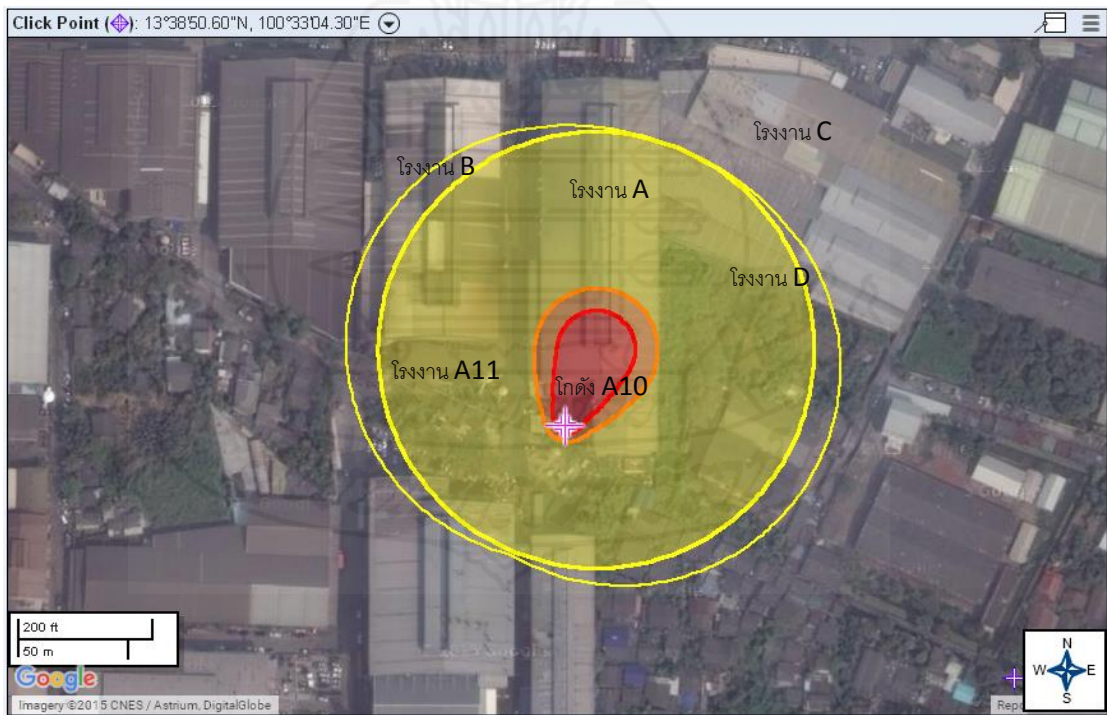 Click Point (): 13°38'50.60"N, 100°33'04.30"E
โรงงาน C
โรงงาน B
โรงงาน A
โรงงาน D
โรงงาน A11
โกดัง A10
200 ft
50 m
Google
Imagery ©2015 CNES / Astrium, DigitalGlobe
N
W E
S